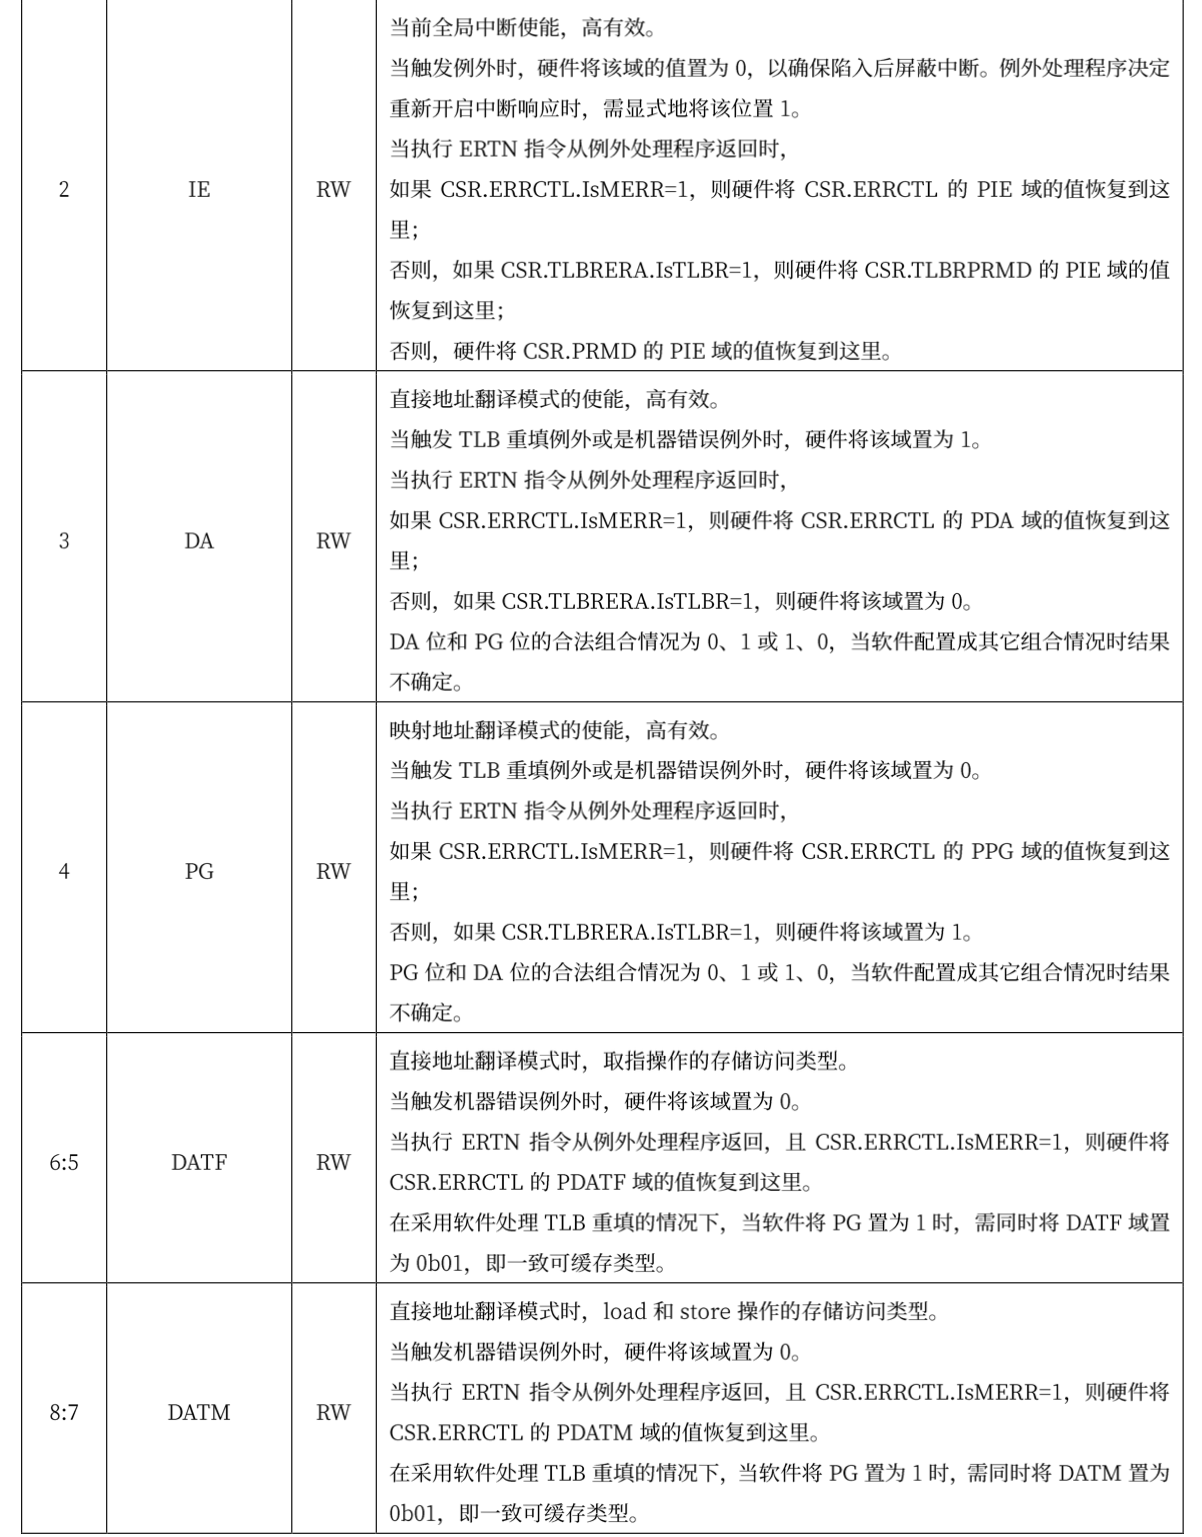 当前全局中断使能，高有效。
当触发例外时，硬件将该域的值置为 0，以确保陷入后屏蔽中断。例外处理程序决定
重新开启中断响应时，需显式地将该位置 1。
当执行 ERTN 指令从例外处理程序返回时，
2 IE RW 如果 CSR.ERRCTL.IsMERR=1，则硬件将 CSR.ERRCTL 的 PIE 域的值恢复到这
里；
否则，如果 CSR.TLBRERA.IsTLBR=1，则硬件将 CSR.TLBRPRMD 的 PIE 域的值
恢复到这里；
否则，硬件将 CSR.PRMD 的 PIE 域的值恢复到这里。
直接地址翻译模式的使能，高有效。
当触发 TLB 重填例外或是机器错误例外时，硬件将该域置为 1。
当执行 ERTN 指令从例外处理程序返回时，
如果 CSR.ERRCTL.IsMERR=1，则硬件将 CSR.ERRCTL 的 PDA 域的值恢复到这
3 DA RW 里；
否则，如果 CSR.TLBRERA.IsTLBR=1，则硬件将该域置为 0。
DA 位和 PG 位的合法组合情况为 0、1 或 1、0，当软件配置成其它组合情况时结果
不确定。
映射地址翻译模式的使能，高有效。
当触发 TLB 重填例外或是机器错误例外时，硬件将该域置为 0。
当执行 ERTN 指令从例外处理程序返回时，
如果 CSR.ERRCTL.IsMERR=1，则硬件将 CSR.ERRCTL 的 PPG 域的值恢复到这
4 PG RW 里；
否则，如果 CSR.TLBRERA.IsTLBR=1，则硬件将该域置为 1。
PG 位和 DA 位的合法组合情况为 0、1 或 1、0，当软件配置成其它组合情况时结果
不确定。
直接地址翻译模式时，取指操作的存储访问类型。
当触发机器错误例外时，硬件将该域置为 0。
6:5 DATF RW 当执行 ERTN 指令从例外处理程序返回，且 CSR.ERRCTL.IsMERR=1，则硬件将
CSR.ERRCTL 的 PDATF 域的值恢复到这里。
在采用软件处理 TLB 重填的情况下，当软件将 PG 置为 1 时，需同时将 DATF 域置
为 0b01，即一致可缓存类型。
直接地址翻译模式时，load 和 store 操作的存储访问类型。
当触发机器错误例外时，硬件将该域置为 0。
8:7 DATM RW 当执行 ERTN 指令从例外处理程序返回，且 CSR.ERRCTL.IsMERR=1，则硬件将
CSR.ERRCTL 的 PDATM 域的值恢复到这里。
在采用软件处理 TLB 重填的情况下，当软件将 PG 置为 1 时，需同时将 DATM 置为
0b01，即一致可缓存类型。